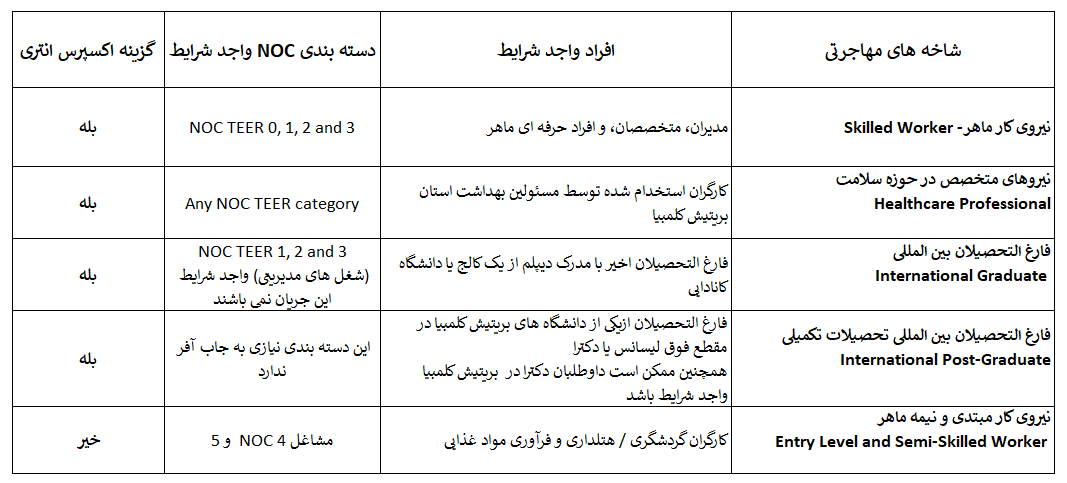 شاخه های مهاجرتی
افراد واجد شرایط
دسته بندی NOC واجد شرایط
گزینه اکسپرس انتری
نیروی کار ماهر- Skilled Worker
مدیران، متخصصان، و افراد حرفه ای ماهر
NOC TEER 0, 1, 2 and 3
بله
نیروهای متخصص در حوزه سلامت
Healthcare Professional
کارگران استخدام شده توسط مسئولین بهداشت استان
بریتیش کلمبیا
Any NOC TEER category
بله
فارغ التحصیلان بین المللی
International Graduate
فارغ التحصیلان اخیر با مدرک دیپلم از یک کالج یا دانشگاه
کانادایی
NOC TEER 1, 2 and 3
(شغل های مدیریتی) واجد شرایط
این جریان نمی باشند
بله
فارغ التحصیلان بین المللی تحصیلات تکمیلی
International Post-Graduate
فارغ التحصیلان ازیکی از دانشگاه های بریتیش کلمبیا در
مقطع فوق لیسانس یا دکترا
همچنین ممکن است داوطلبان دکترا در بریتیش کلمبیا
واجد شرایط باشد
این دسته بندی نیازی به جاب آفر
ندارد
بله
نیروی کار مبتدی و نیمه ماهر
Entry Level and Semi-Skilled Worker
کارگران گردشگری / هتلداری و فرآوری مواد غذایی
مشاغل NOC 4 و 5
خیر